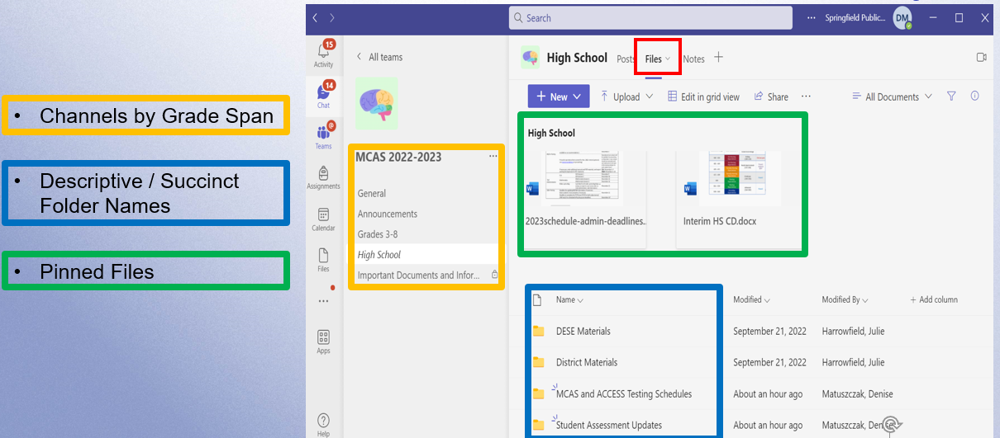 • Channels by Grade Span
• Descriptive / Succinct
Folder Names
• Pinned Files
Search
Springfield Public...
DM
15
Activity
14
Chat
@
Teams
Assignments
Calendar
Files
Apps
Help
All teams
MCAS 2022-2023
General
Announcements
Grades 3-8
High School
Important Documents and Infor...
High School Posts Files Notes
New Upload Edit in grid view Share All Documents
High School
2023schedule-admin-deadlines..
Interim HS CD.docx
Name Modified Modified By + Add column
DESE Materials September 21, 2022 Harrowfield, Julie
District Materials September 21, 2022 Harrowfield, Julie
MCAS and ACCESS Testing Schedules About an hour ago Matuszczak, Denise
Student Assessment Updates About an hour ago Matuszczak, Denise